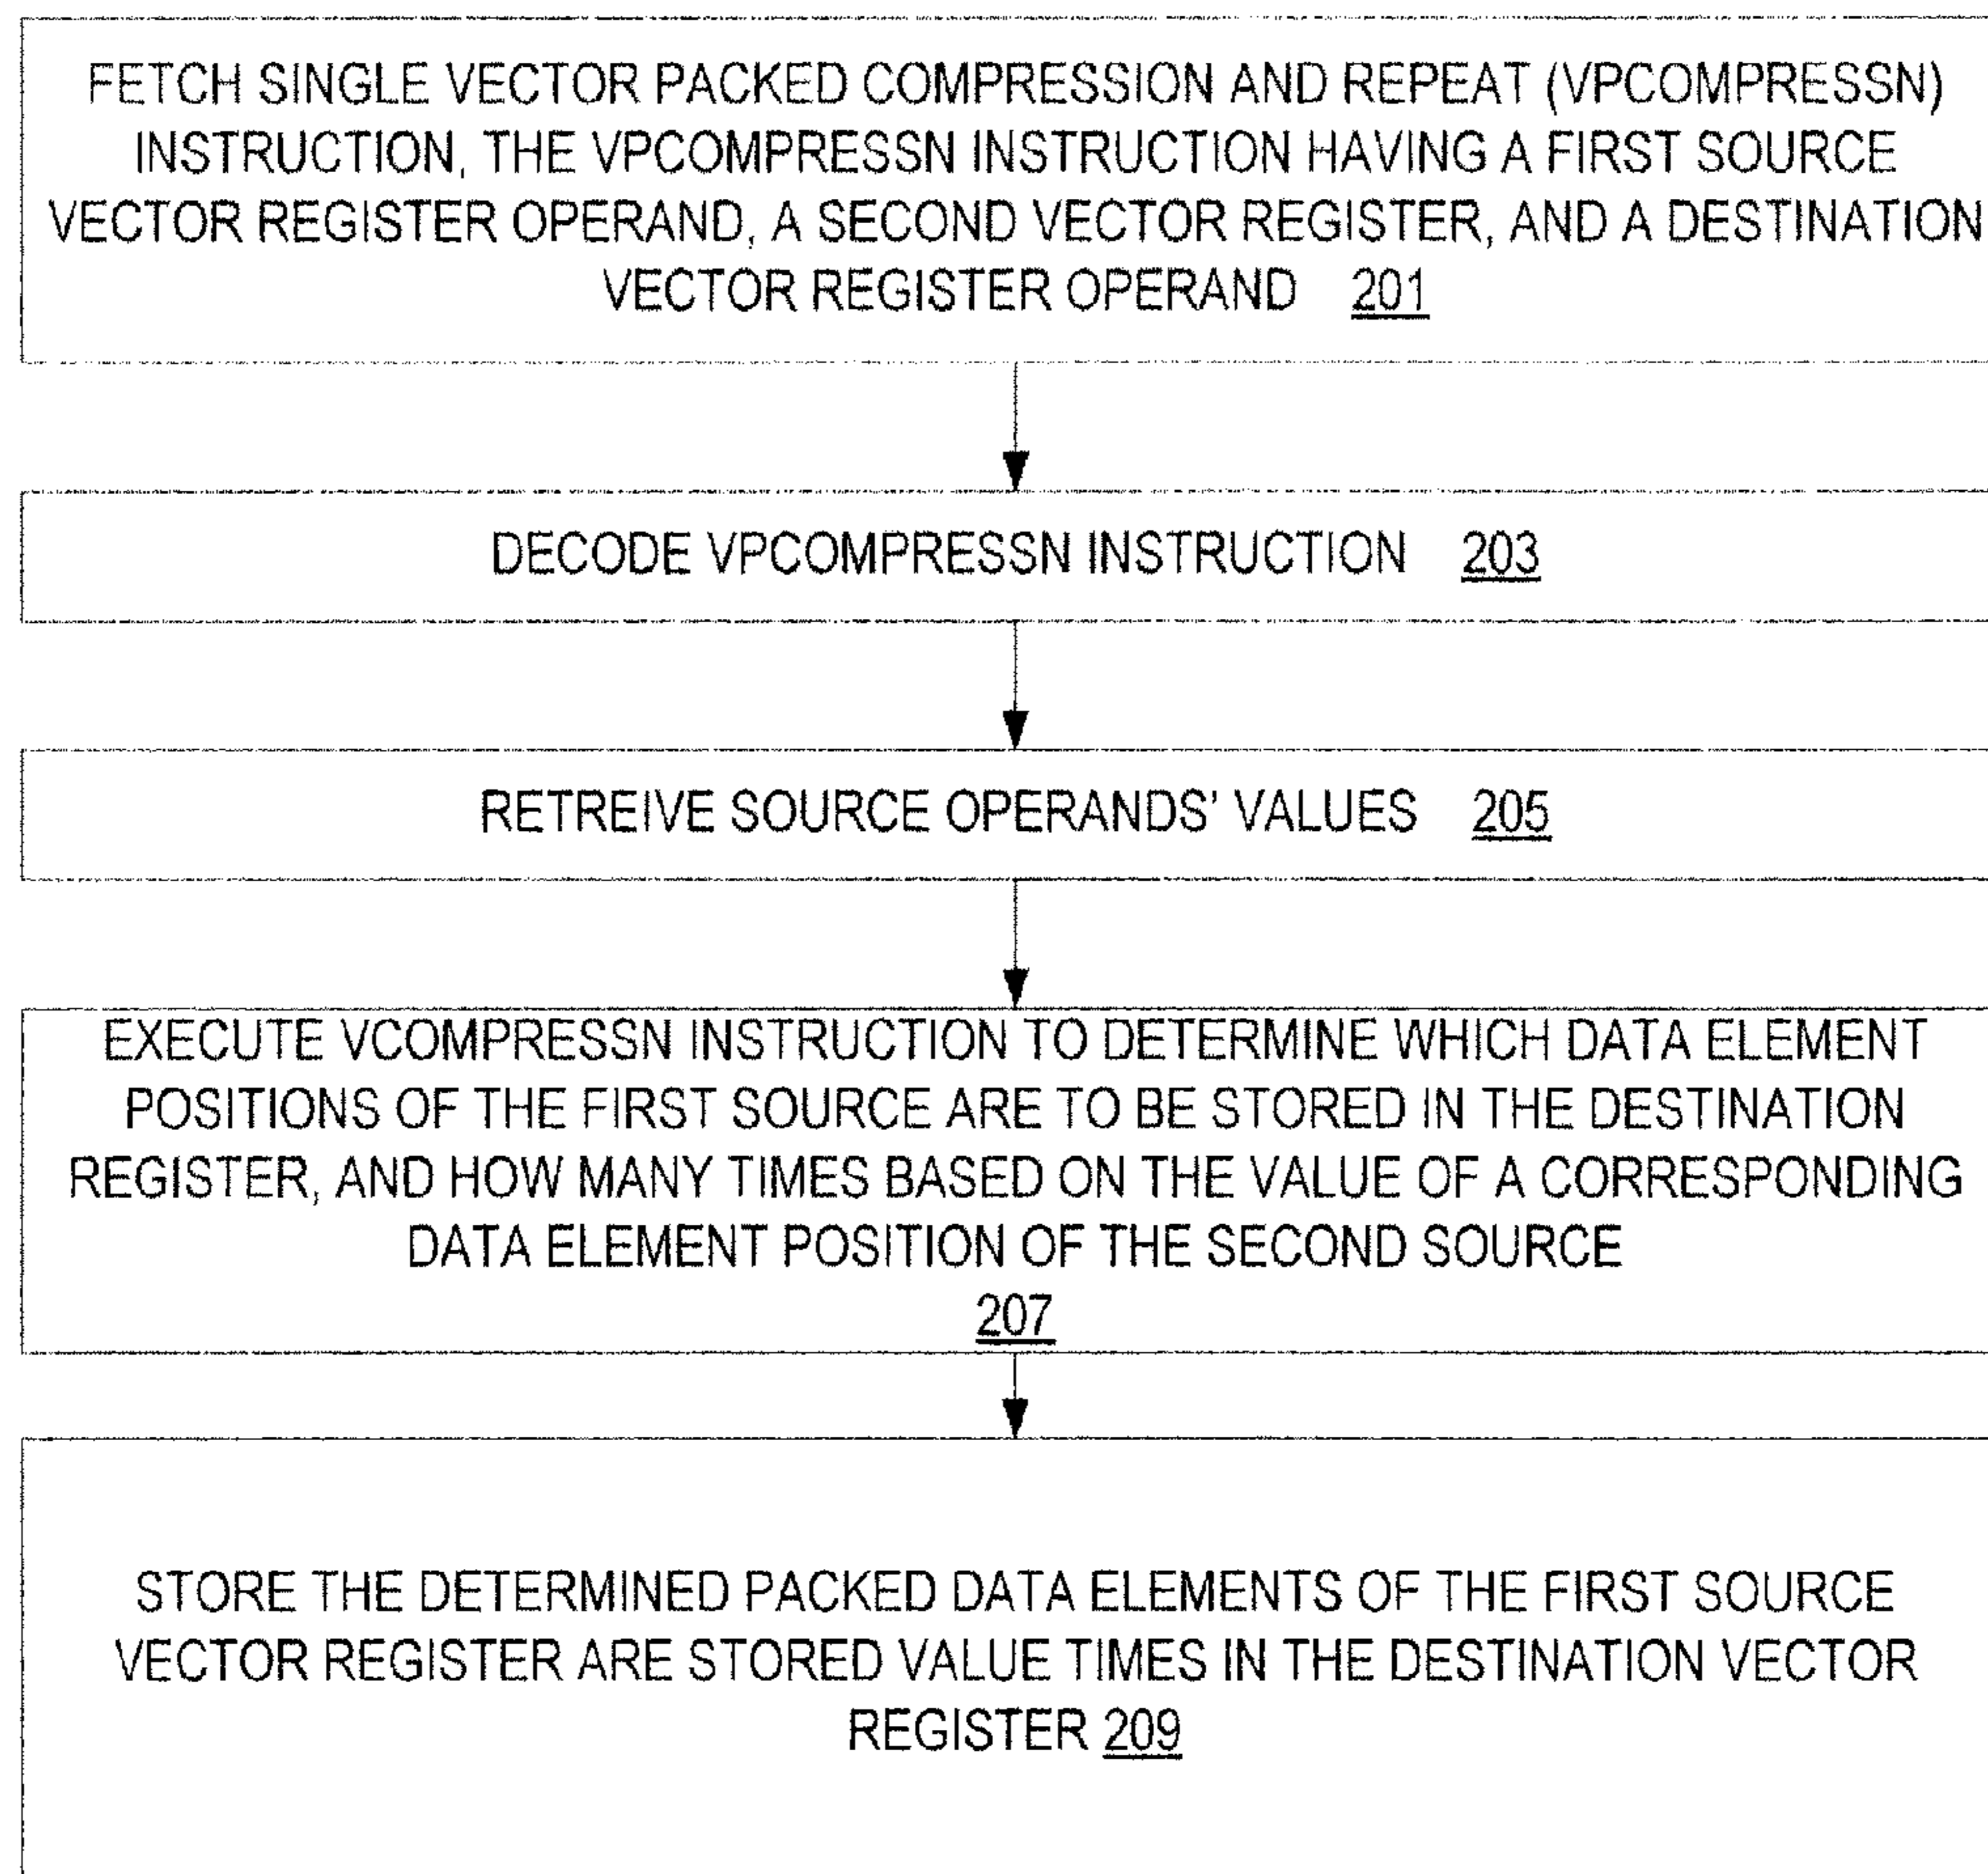 FETCH SINGLE VECTOR PACKED COMPRESSION AND REPEAT (VPCOMPRESSN)
INSTRUCTION, THE VPCOMPRESSN INSTRUCTION HAVING A FIRST SOURCE
VECTOR REGISTER OPERAND, A SECOND VECTOR REGISTER, AND A DESTINATION
VECTOR REGISTER OPERAND 201
DECODE VPCOMPRESSN INSTRUCTION 203
RETREIVE SOURCE OPERANDS' VALUES 205
EXECUTE VCOMPRESSN INSTRUCTION TO DETERMINE WHICH DATA ELEMENT
POSITIONS OF THE FIRST SOURCE ARE TO BE STORED IN THE DESTINATION
REGISTER, AND HOW MANY TIMES BASED ON THE VALUE OF A CORRESPONDING
DATA ELEMENT POSITION OF THE SECOND SOURCE
207
STORE THE DETERMINED PACKED DATA ELEMENTS OF THE FIRST SOURCE
VECTOR REGISTER ARE STORED VALUE TIMES IN THE DESTINATION VECTOR
REGISTER 209